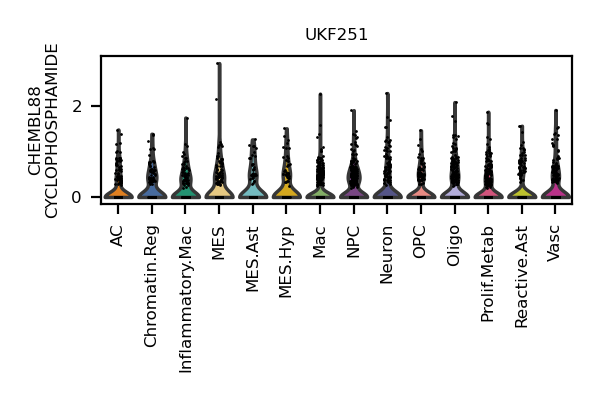 UKF251
CHEMBL88
CYCLOPHOSPHAMIDE
2
0
AC
Chromatin.Reg
Inflammatory.Mac
MES
MES.Ast
MES.Hyp
Mac
NPC
Neuron
OPC
Oligo
Prolif.Metab
Reactive.Ast
Vasc